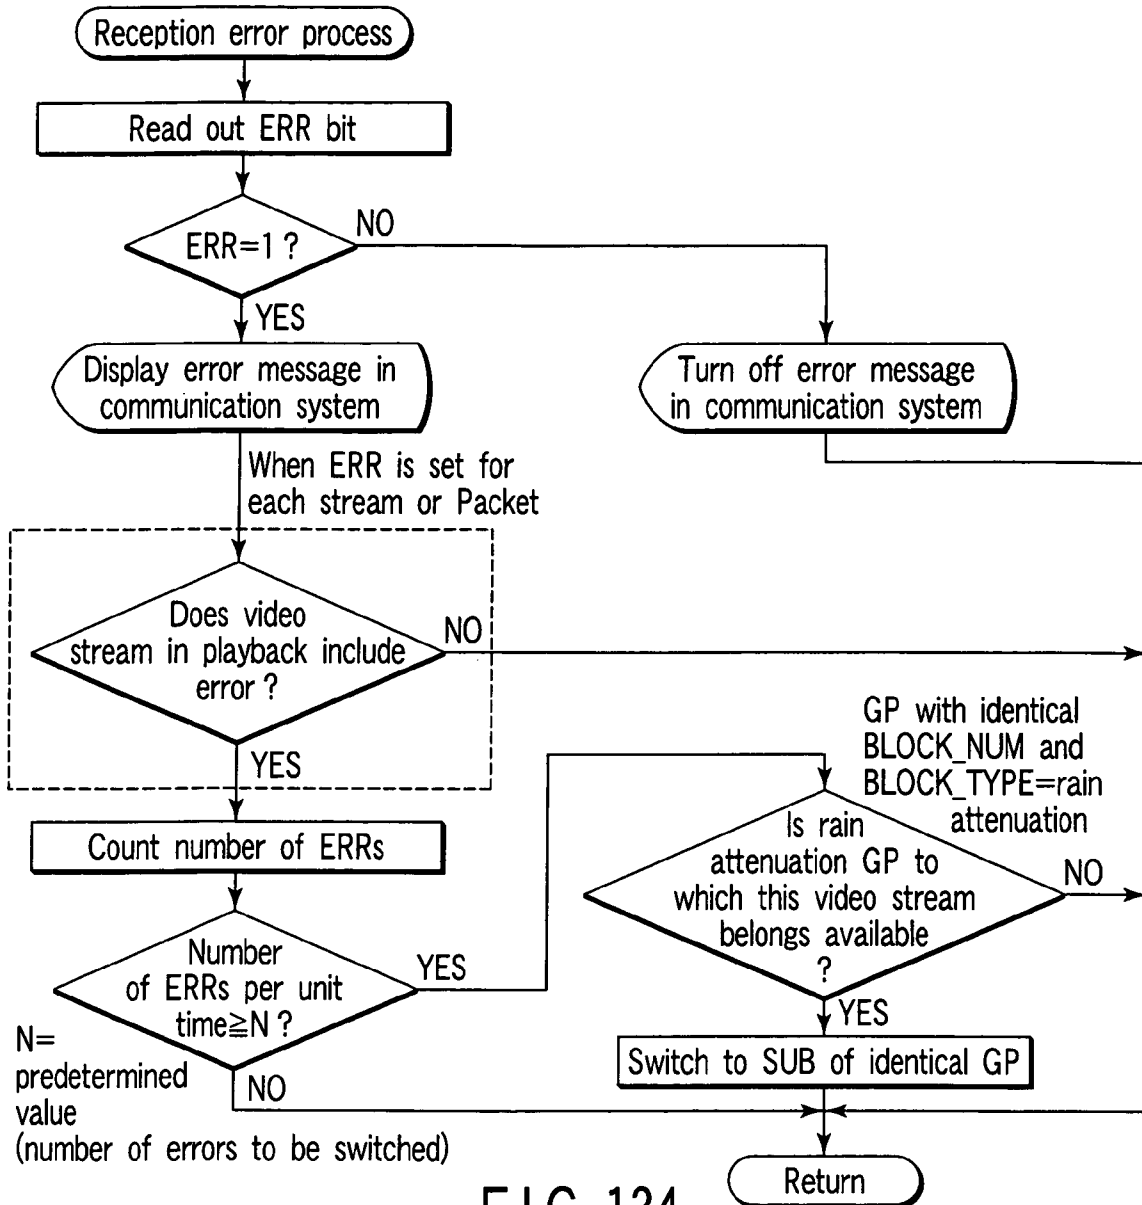 Reception error process
Read out ERR bit
ERR=1 ?
NO
YES
Display error message in
communication system
Turn off error message
in communication system
When ERR is set for
each stream or Packet
Does video
stream in playback include
error ?
NO
YES
GP with identical
BLOCK_NUM and
BLOCK_TYPE=rain
attenuation
Count number of ERRs
Is rain
attenuation GP to
which this video stream
belongs available
?
NO
YES
Number
of ERRs per unit
time≧N ?
YES
NO
N=
predetermined
value
(number of errors to be switched)
Switch to SUB of identical GP
Return
FIG. 124